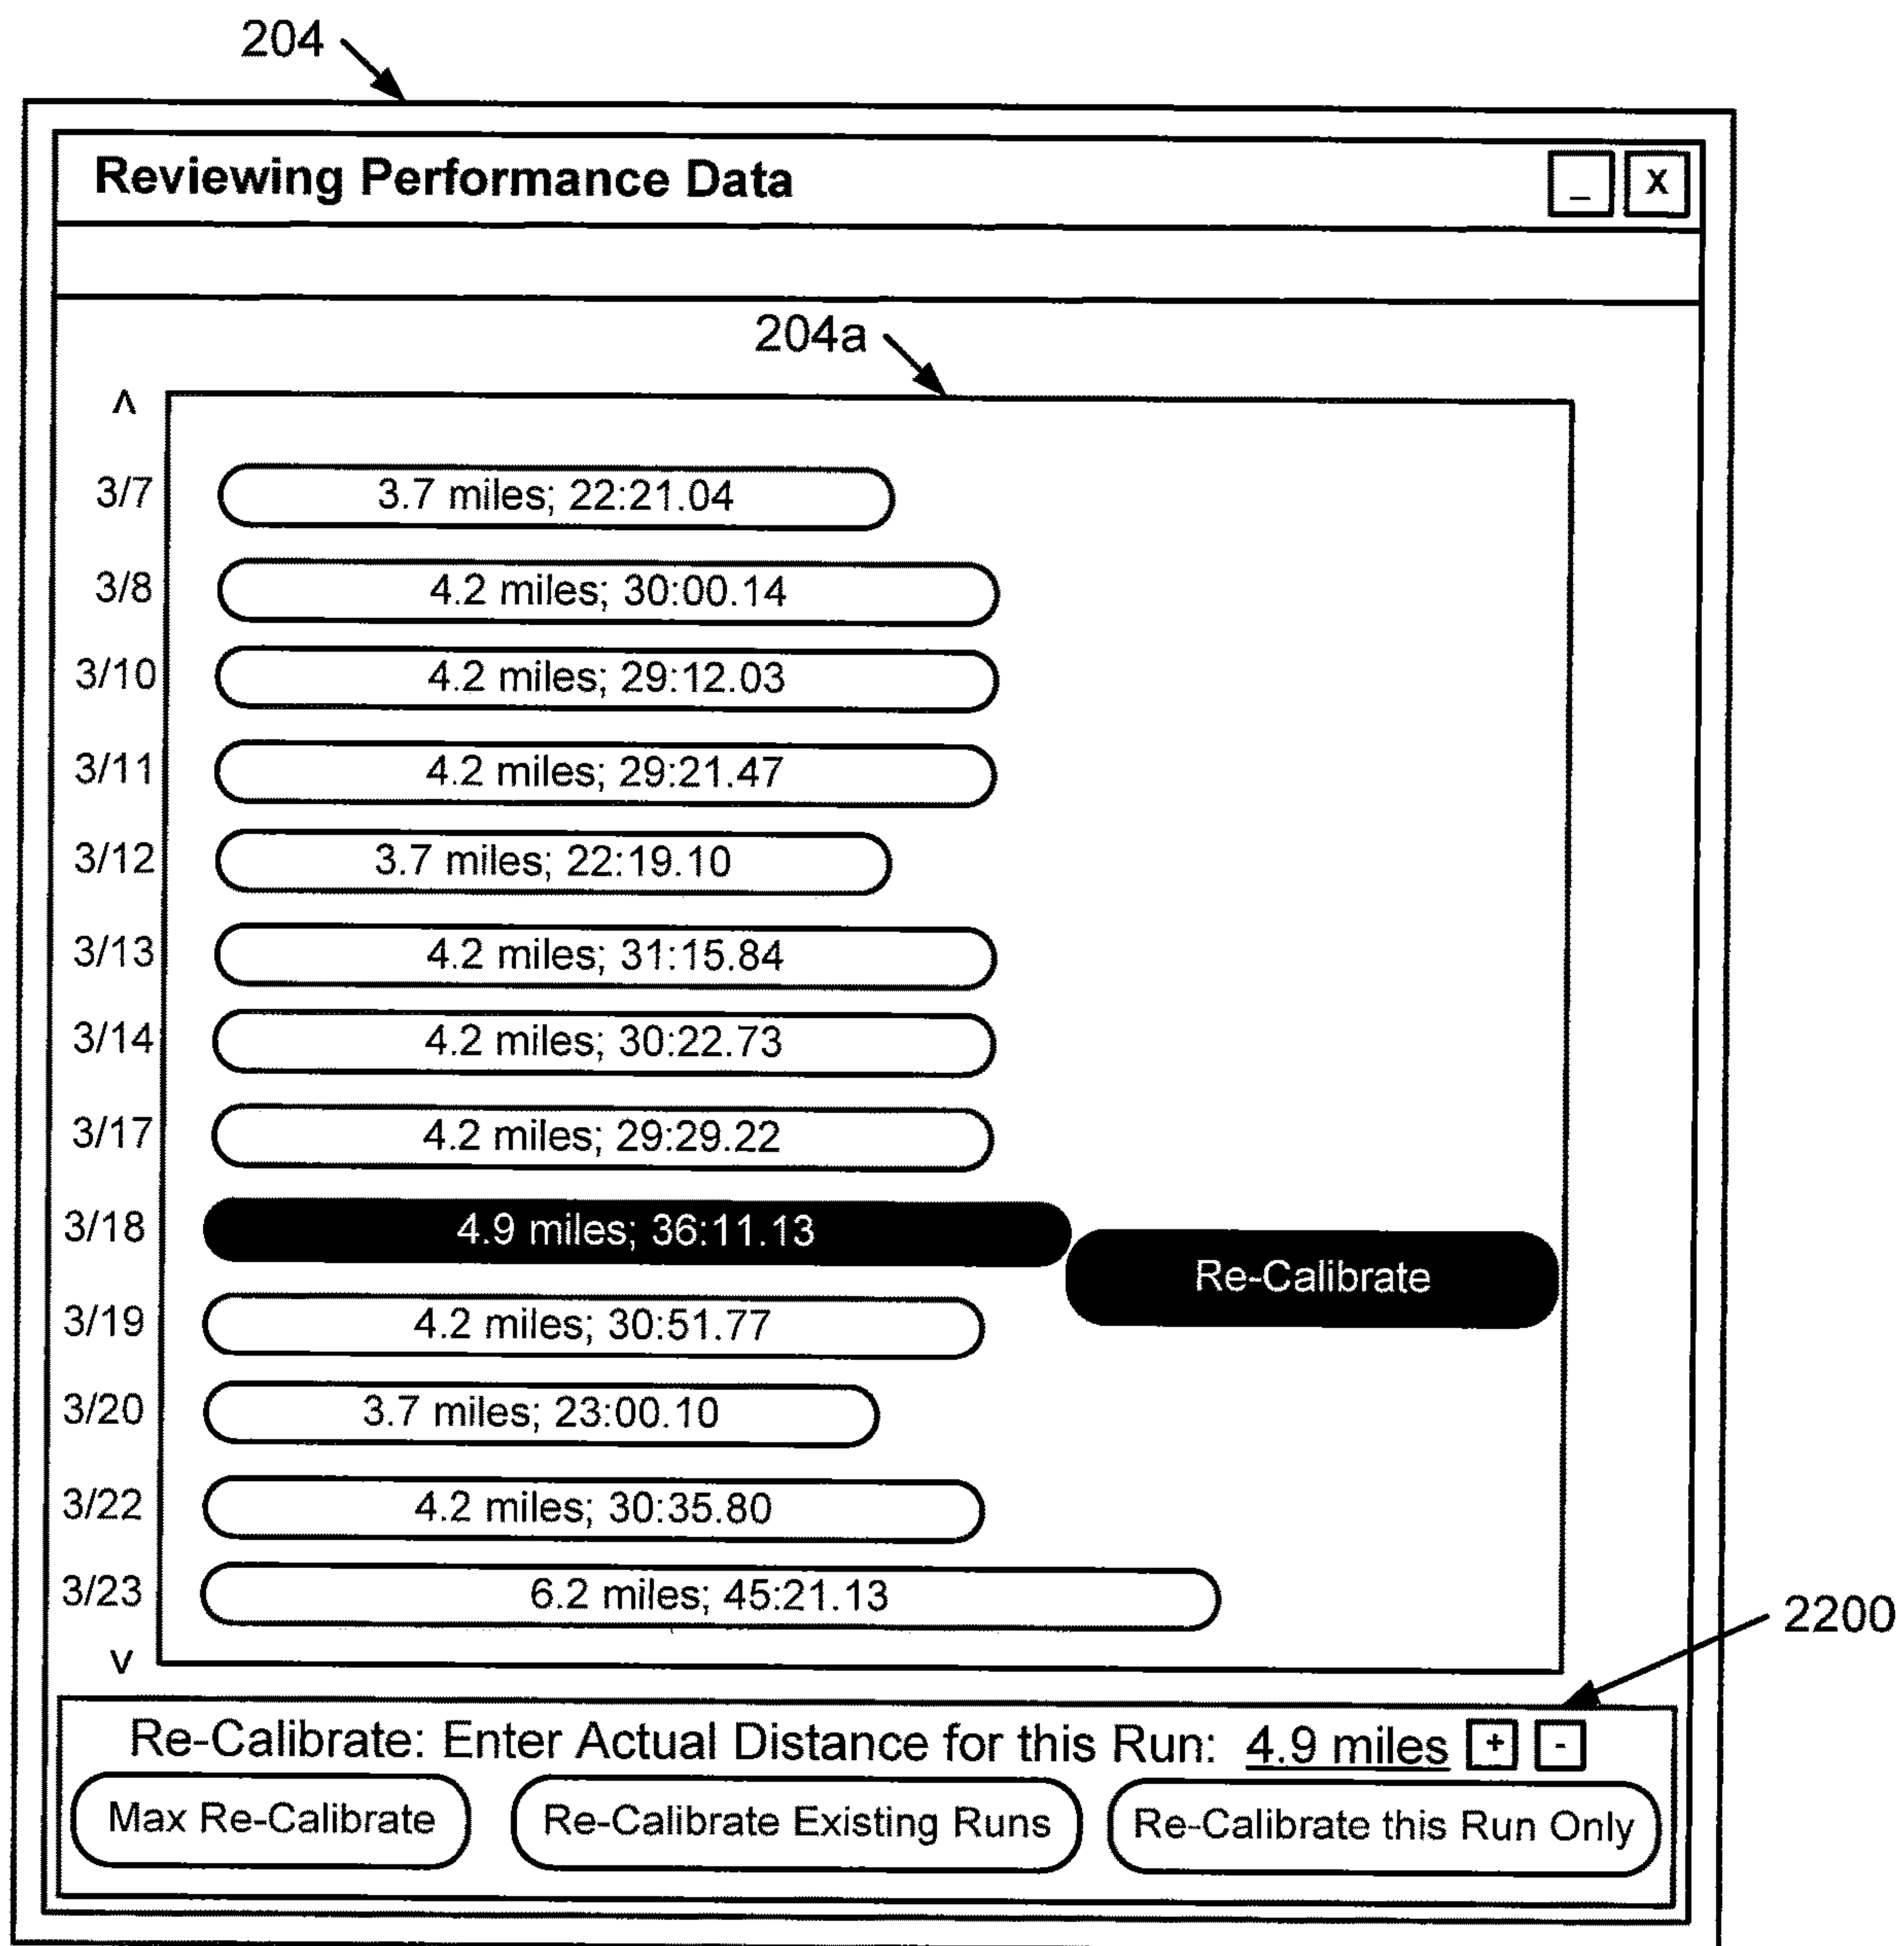 204
Reviewing Performance Data _ X
204a
^
3/7 3.7 miles; 22:21.04
3/8 4.2 miles; 30:00.14
3/10 4.2 miles; 29:12.03
3/11 4.2 miles; 29:21.47
3/12 3.7 miles; 22:19.10
3/13 4.2 miles; 31:15.84
3/14 4.2 miles; 30:22.73
3/17 4.2 miles; 29:29.22
3/18 4.9 miles; 36:11.13
Re-Calibrate
3/19 4.2 miles; 30:51.77
3/20 3.7 miles; 23:00.10
3/22 4.2 miles; 30:35.80
3/23 6.2 miles; 45:21.13
v
2200
Re-Calibrate: Enter Actual Distance for this Run: 4.9 miles + -
Max Re-Calibrate Re-Calibrate Existing Runs Re-Calibrate this Run Only